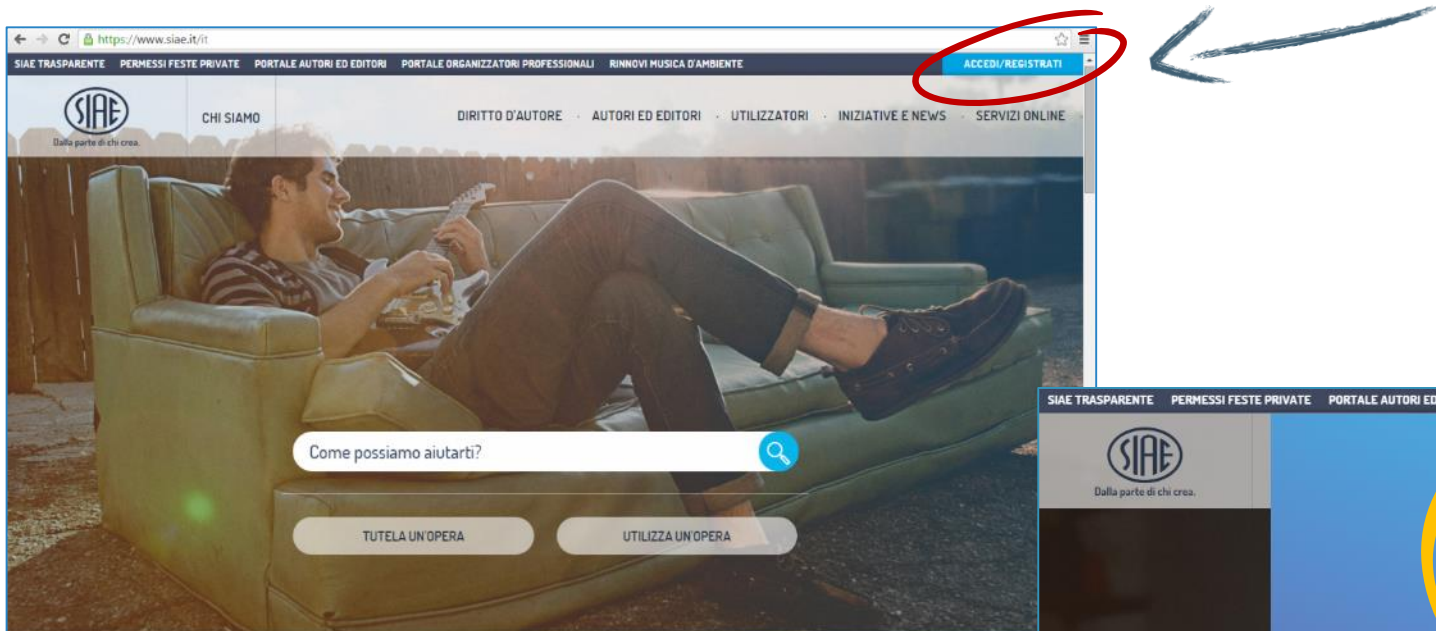 https://www.siae.it/it
SIAE TRASPARENTE PERMESSI FESTE PRIVATE PORTALE AUTORI ED EDITORI PORTALE ORGANIZZATORI PROFESSIONALI RINNOVI MUSICA D'AMBIENTE ACCEDI/REGISTRATI
SIAE
Dalla parte di chi crea.
CHI SIAMO DIRITTO D'AUTORE · AUTORI ED EDITORI · UTILIZZATORI · INIZIATIVE E NEWS · SERVIZI ONLINE
Come possiamo aiutarti?
TUTELA UN'OPERA UTILIZZA UN'OPERA
SIAE TRASPARENTE PERMESSI FESTE PRIVATE PORTALE AUTORI ED
SIAE
Dalla parte di chi crea.